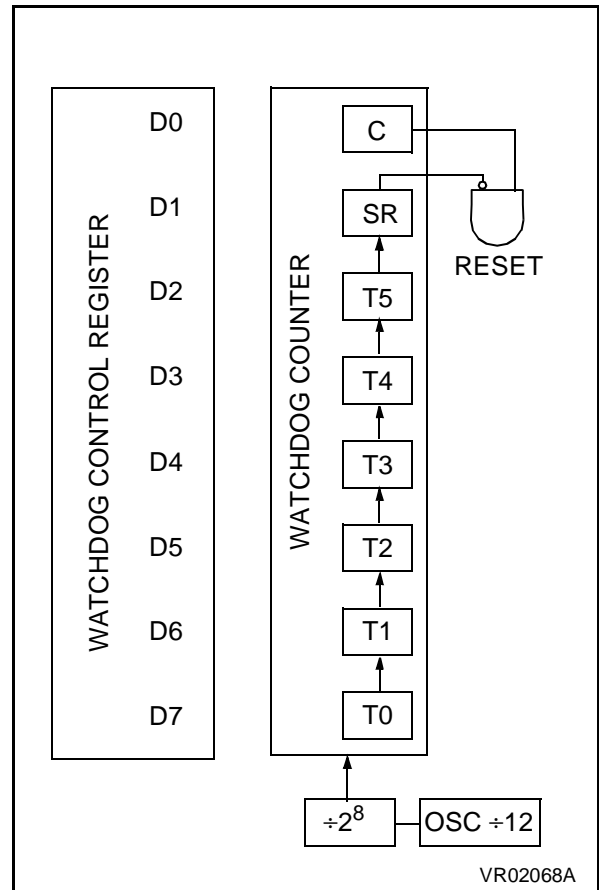 WATCHDOG CONTROL REGISTER
D0
D1
D2
D3
D4
D5
D6
D7
WATCHDOG COUNTER
C
SR
T5
T4
T3
T2
T1
T0
RESET
÷2⁸
OSC ÷12
VR02068A